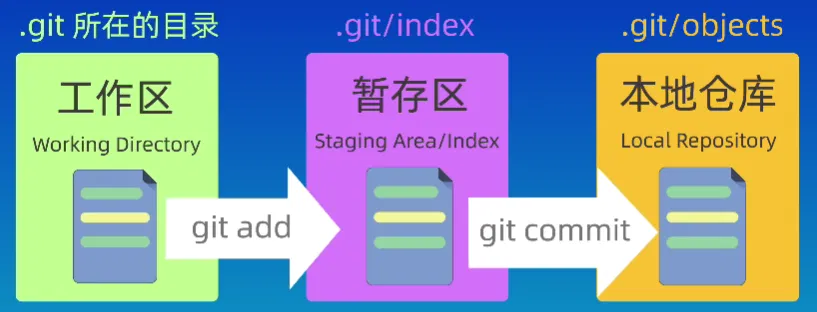 .git 所在的目录
.git/index
.git/objects
工作区
暂存区
本地仓库
Working Directory
Staging Area/Index
Local Repository
git add
git commit